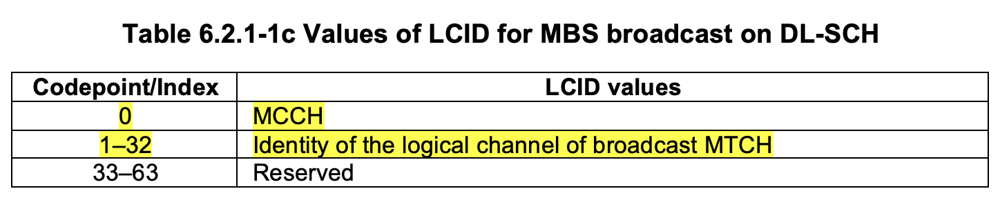 Table 6.2.1-1c Values of LCID for MBS broadcast on DL-SCH
Codepoint/Index LCID values
0 MCCH
1–32 Identity of the logical channel of broadcast MTCH
33–63 Reserved